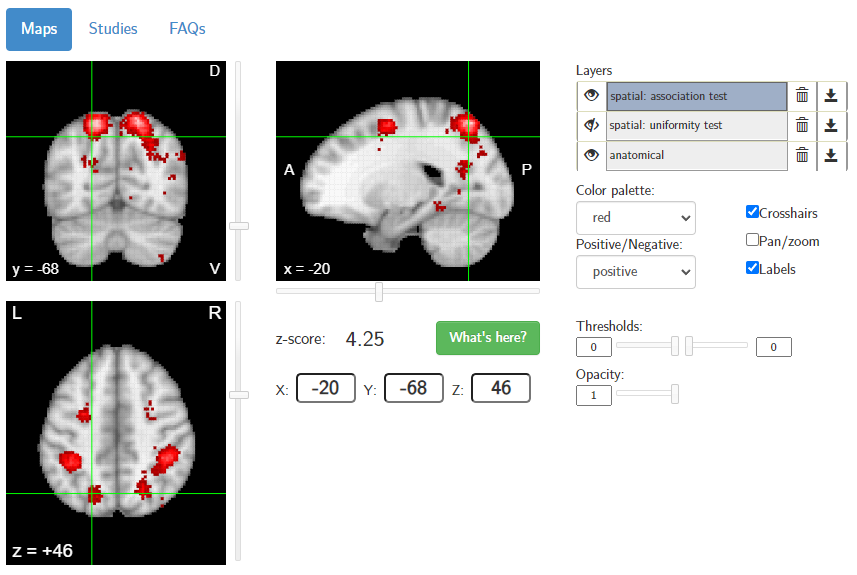 Maps Studies FAQs
D
y = -68 V
A P
x = -20
L R
z = +46
z-score: 4.25 What's here?
X: -20 Y: -68 Z: 46
Layers
spatial: association test
spatial: uniformity test
anatomical
Color palette:
red
Positive/Negative:
positive
Crosshairs
Pan/zoom
Labels
Thresholds:
0 0
Opacity:
1